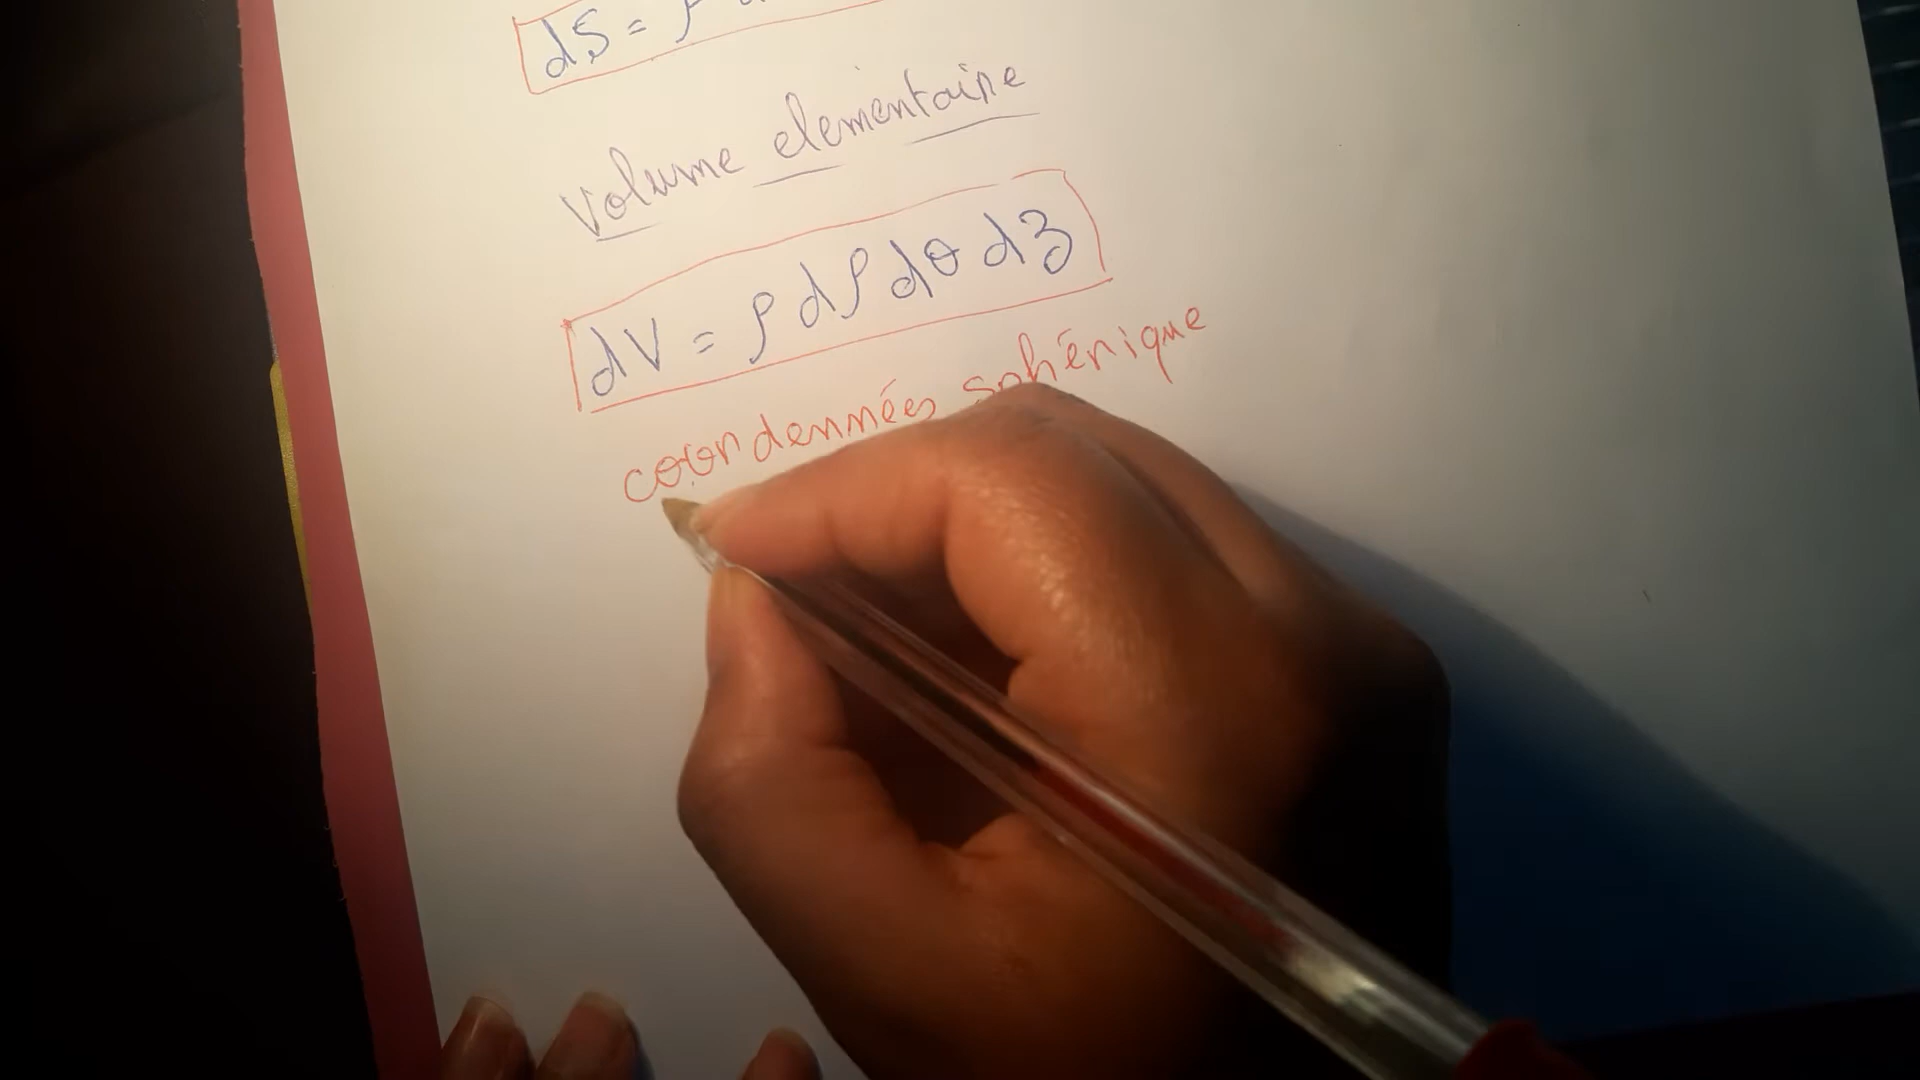 dS = ρ
Volume elementaire
dV = ρ dρ dθ dz
coordennées sphérique